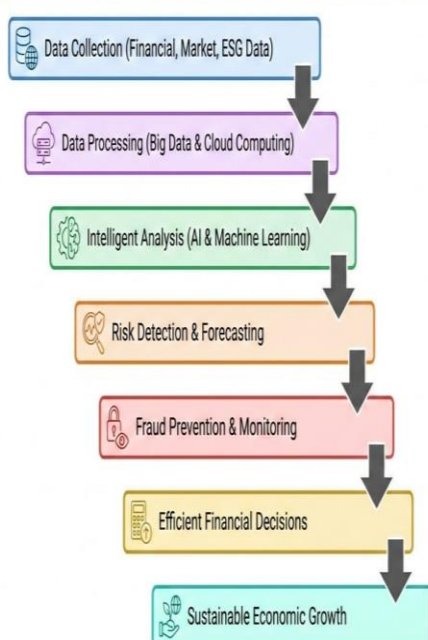 Data Collection (Financial, Market, ESG Data)
Data Processing (Big Data & Cloud Computing)
Intelligent Analysis (AI & Machine Learning)
Risk Detection & Forecasting
Fraud Prevention & Monitoring
Efficient Financial Decisions
Sustainable Economic Growth